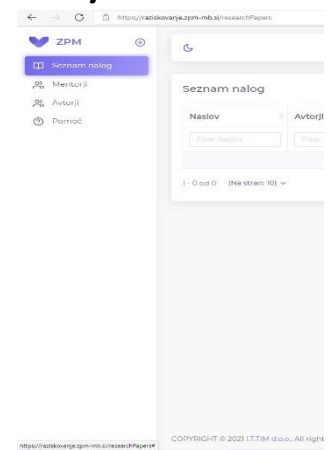 https://raziskovanje.zpm-mb.si/researchPapers
ZPM
Seznam nalog
Mentorji
Avtorji
Pomoč
Seznam nalog
Naslov
Avtorji
Filter Naslov
Filter
1 - 0 od 0 (Na stran: 10)
COPYRIGHT © 2021 I.T.TIM d.o.o., All right
https://raziskovanje.zpm-mb.si/researchPapers#